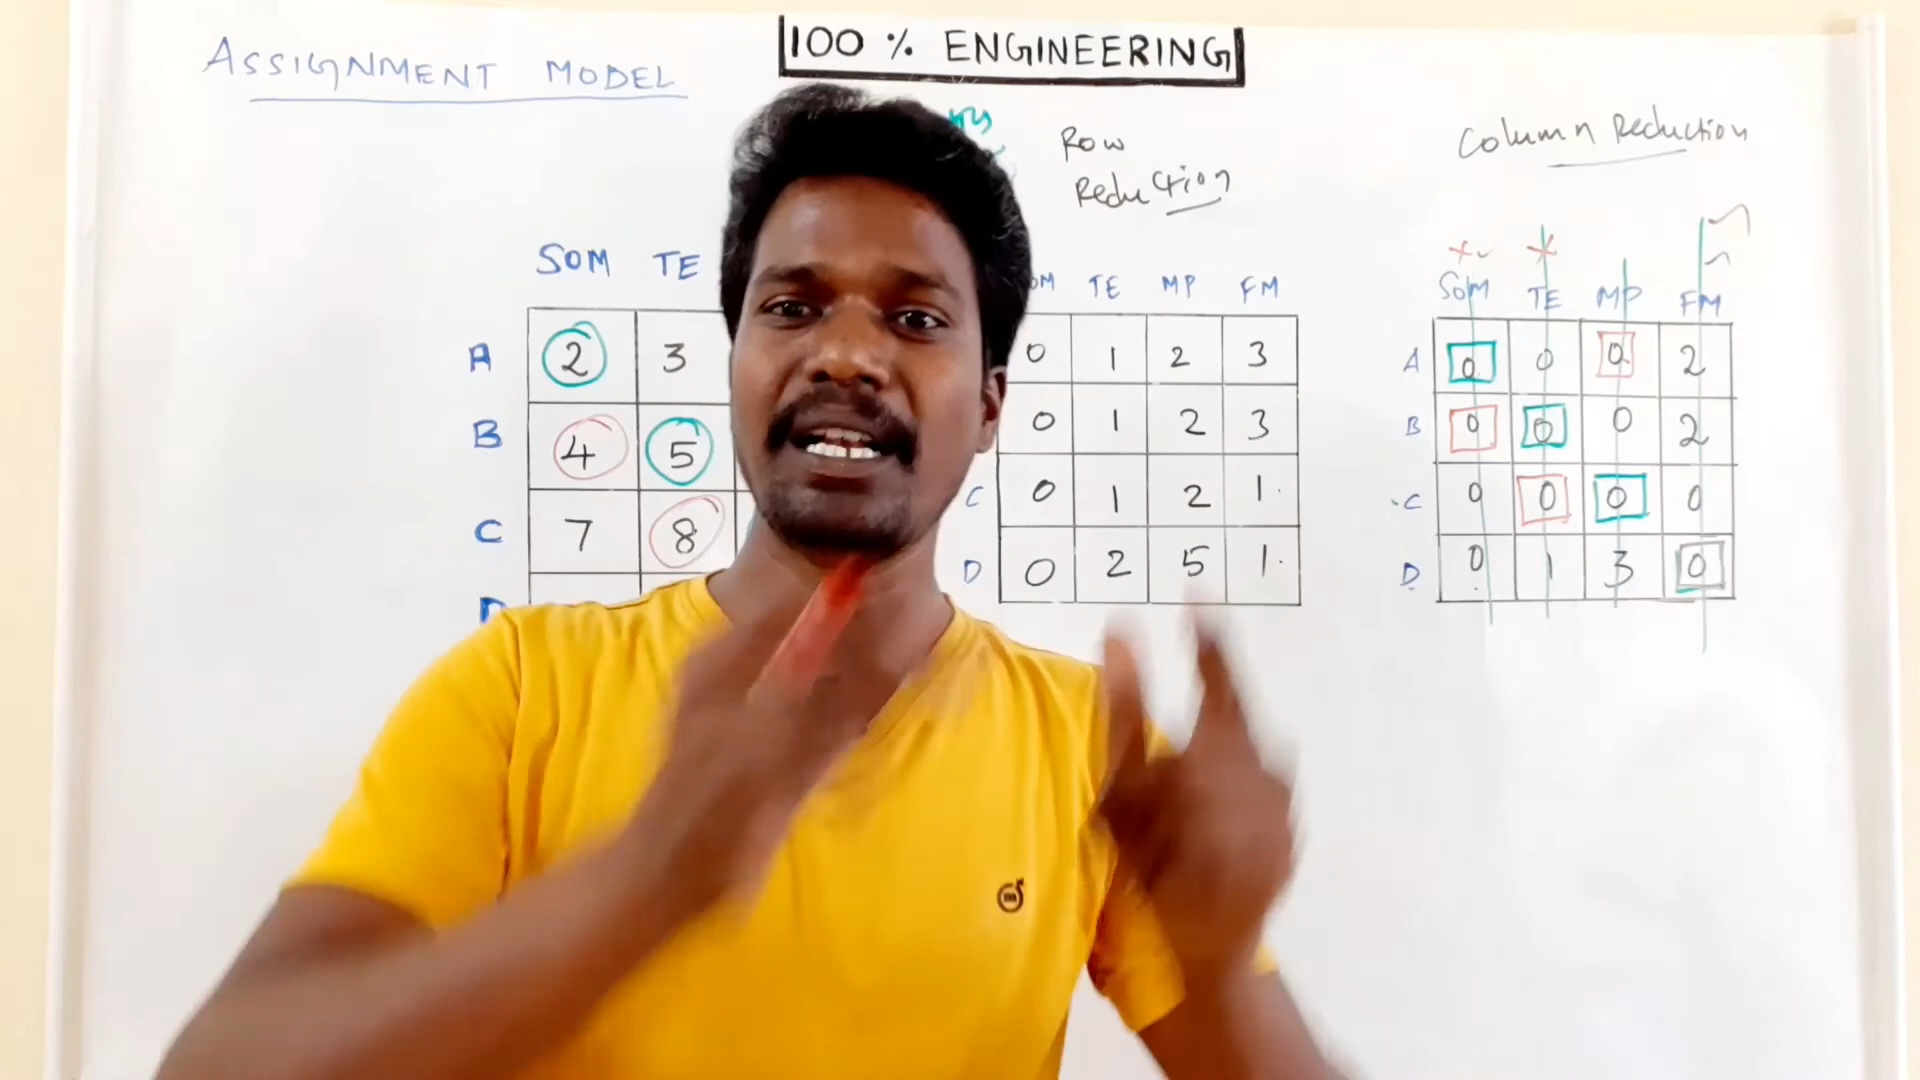 100 % ENGINEERING
ASSIGNMENT MODEL
Row
Reduction
Column Reduction
SOM TE
A 2 3
B 4 5
C 7 8
D
TE MP FM
0 1 2 3
0 1 2 3
C 0 1 2 1
D 0 2 5 1
SOM TE MP FM
A 0 0 0 2
B 0 0 0 2
C 0 0 0 0
D 0 1 3 0